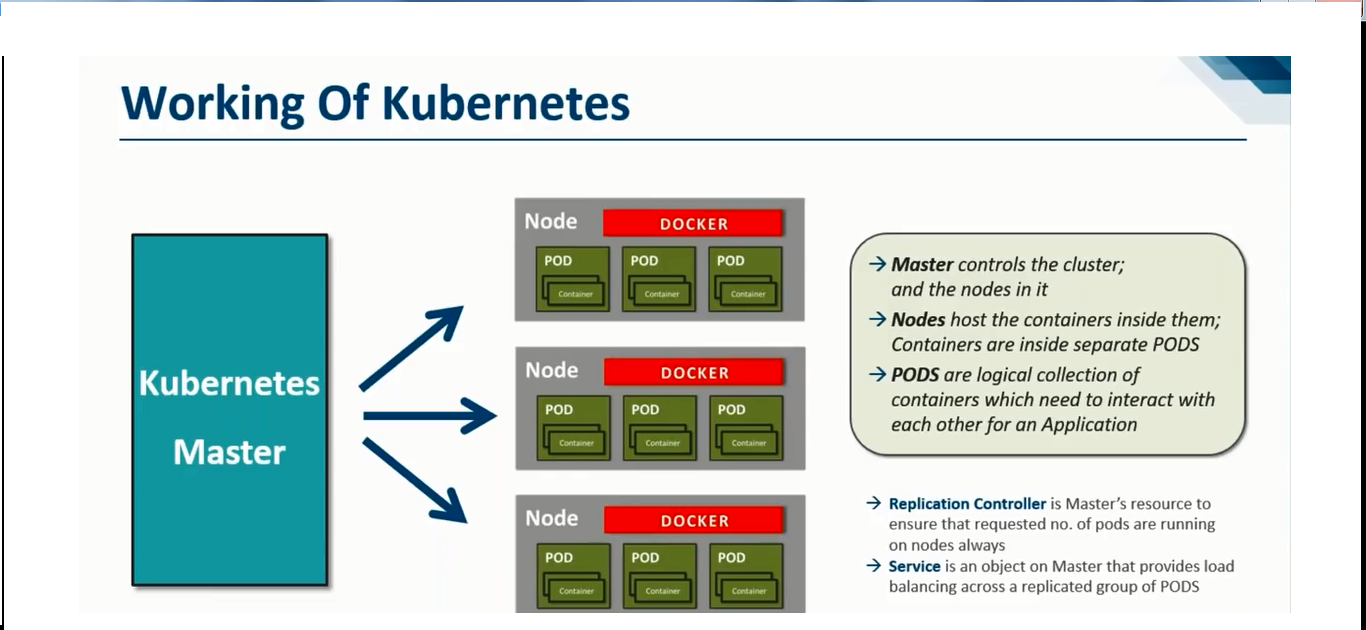 Working Of Kubernetes
Kubernetes
Master
Node
DOCKER
POD
POD
POD
Container
Container
Container
Node
DOCKER
POD
POD
POD
Container
Container
Container
Node
DOCKER
POD
POD
POD
Container
Container
Container
→ Master controls the cluster;
and the nodes in it
→ Nodes host the containers inside them;
Containers are inside separate PODS
→ PODS are logical collection of
containers which need to interact with
each other for an Application
→ Replication Controller is Master's resource to
ensure that requested no. of pods are running
on nodes always
→ Service is an object on Master that provides load
balancing across a replicated group of PODS